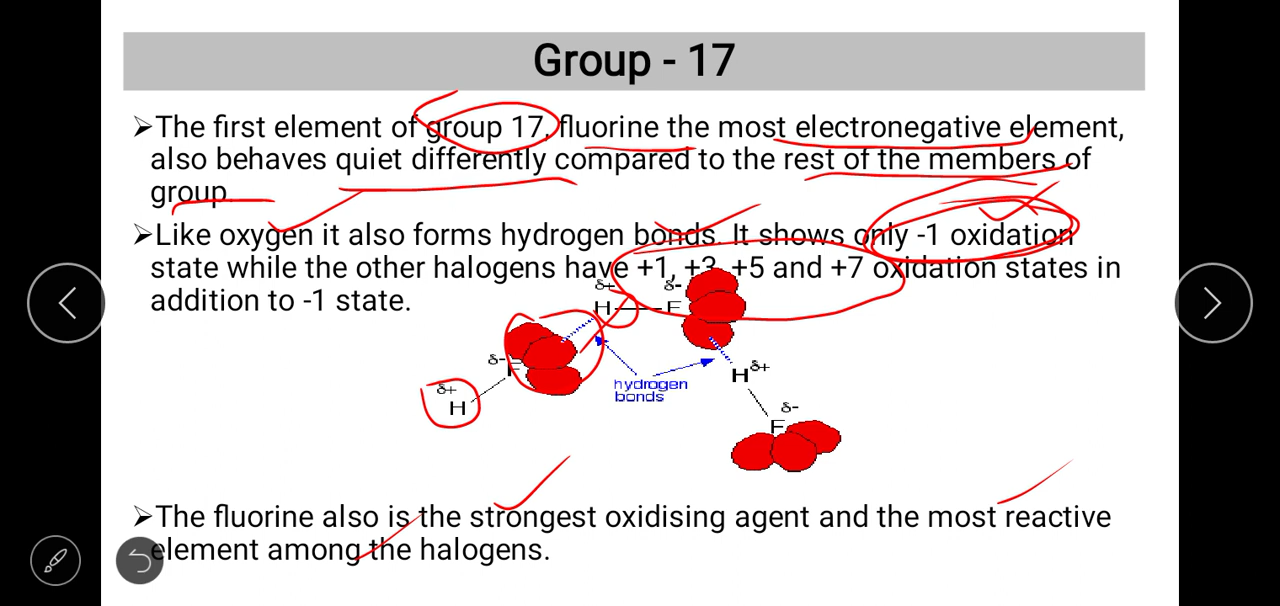 Group - 17
➢The first element of group 17, fluorine the most electronegative element,
also behaves quiet differently compared to the rest of the members of
group.
➢Like oxygen it also forms hydrogen bonds. It shows only -1 oxidation
state while the other halogens have +1, +3, +5 and +7 oxidation states in
addition to -1 state.
δ+ δ-
H F
δ- F
δ+
H
hydrogen
bonds
H δ+
δ-
F
➢The fluorine also is the strongest oxidising agent and the most reactive
element among the halogens.